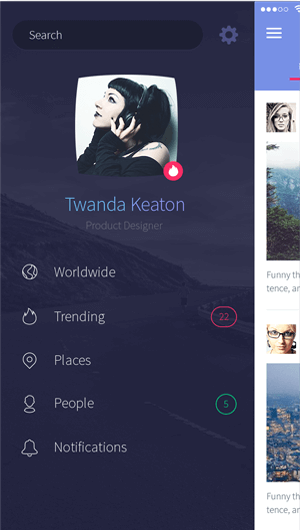 Search
Twanda Keaton
Product Designer
Worldwide
Trending
22
Places
People
5
Notifications
Funny th
tence, ar
Funny th
tence, ar